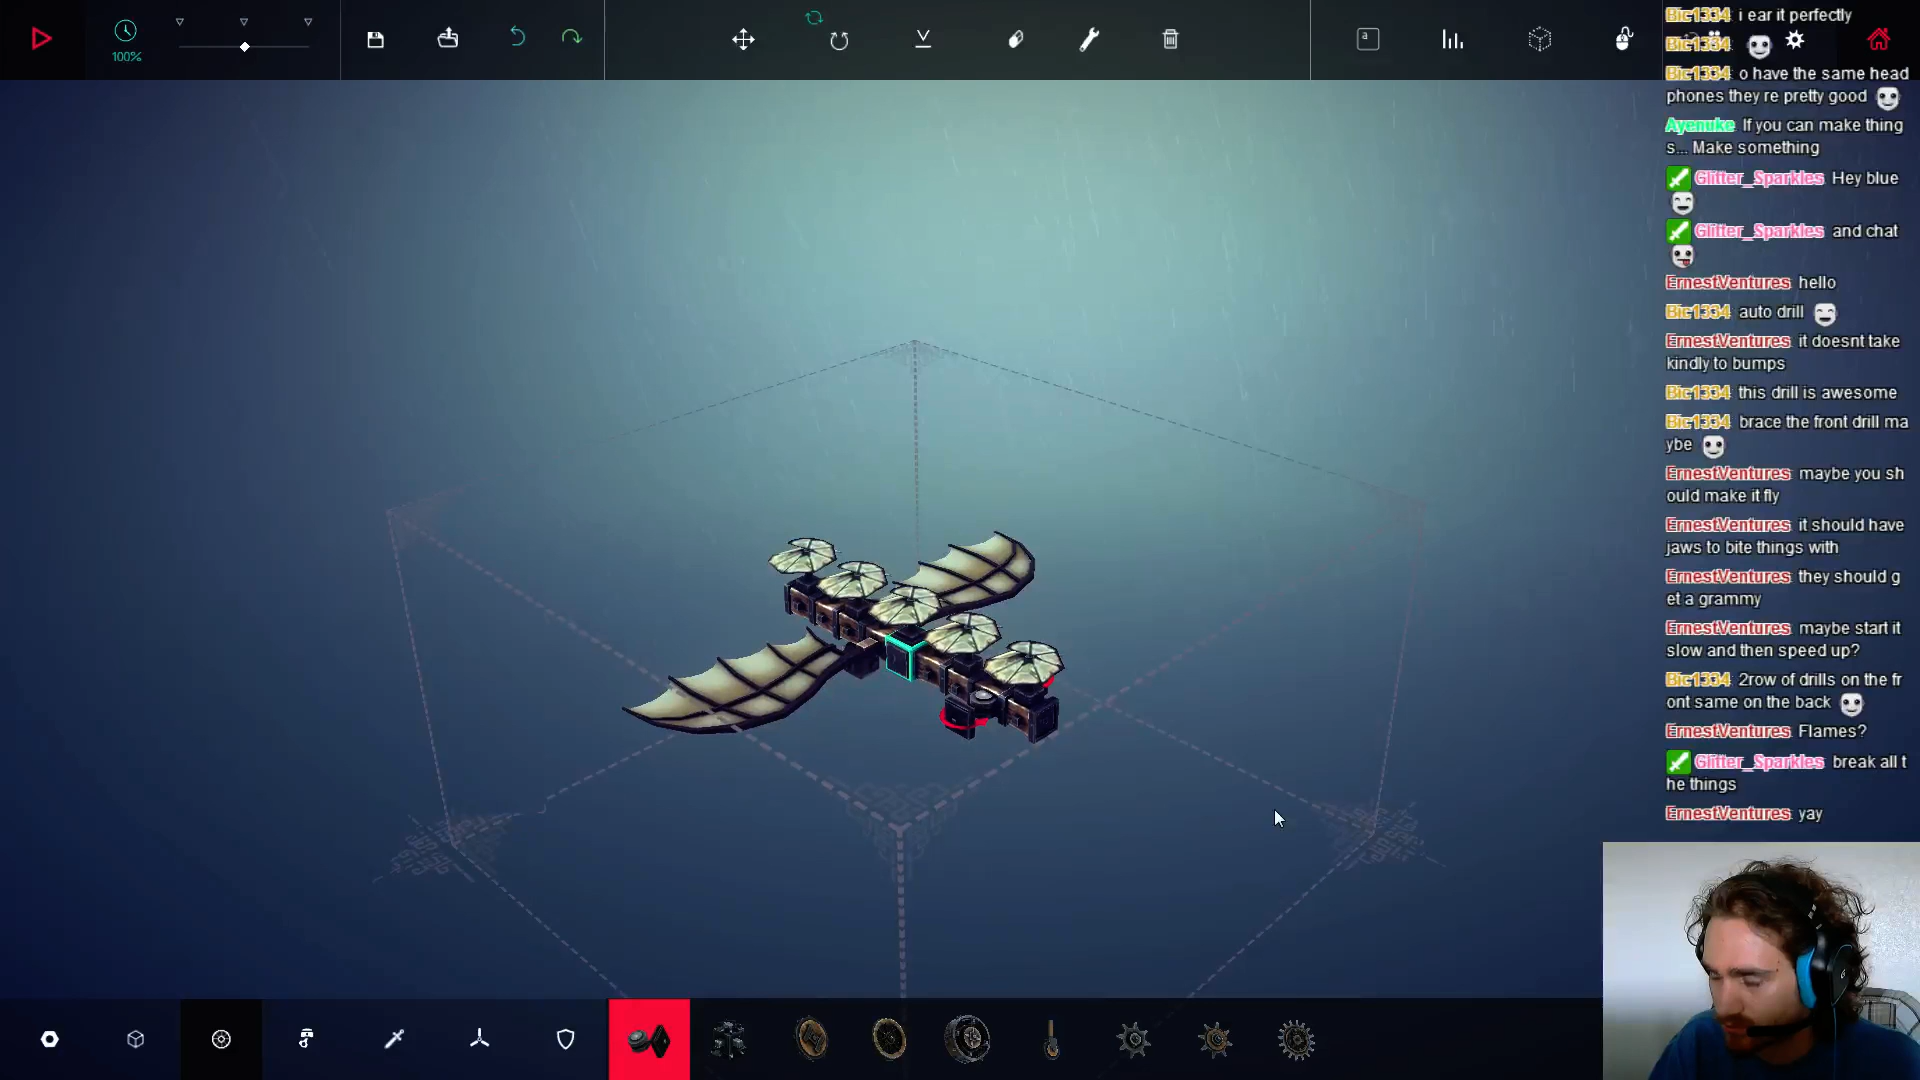 100%
a
Bic1334 i ear it perfectly
Bic1334
Bic1334 o have the same head
phones they re pretty good
Ayenuke If you can make thing
s... Make something
Glitter_Sparkles Hey blue
Glitter_Sparkles and chat
ErnestVentures hello
Bic1334 auto drill
ErnestVentures it doesnt take
kindly to bumps
Bic1334 this drill is awesome
Bic1334 brace the front drill ma
ybe
ErnestVentures maybe you sh
ould make it fly
ErnestVentures it should have
jaws to bite things with
ErnestVentures they should g
et a grammy
ErnestVentures maybe start it
slow and then speed up?
Bic1334 2row of drills on the fr
ont same on the back
ErnestVentures Flames?
Glitter_Sparkles break all t
he things
ErnestVentures yay